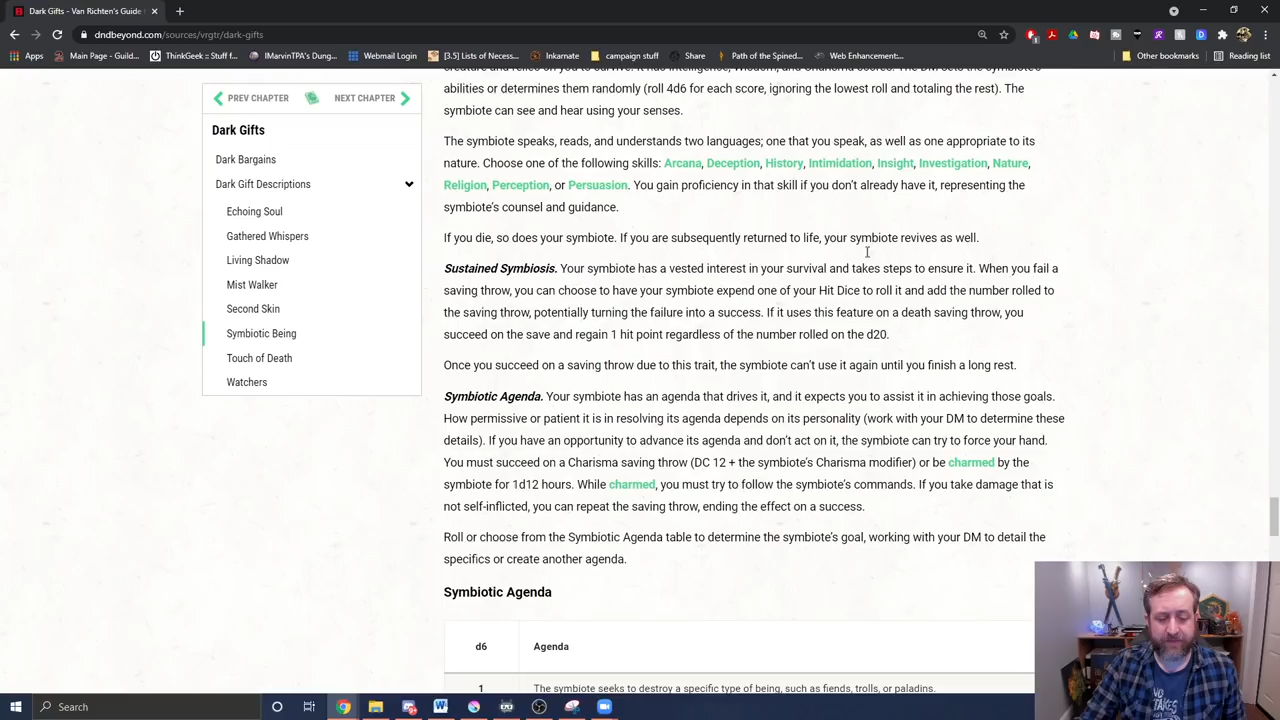 Dark Gifts - Van Richten's Guide
dndbeyond.com/sources/vrgtr/dark-gifts
Apps
Main Page - Guild...
ThinkGeek :: Stuff f...
IMarvinTPA's Dung...
Webmail Login
[3.5] Lists of Necess...
Inkarnate
campaign stuff
Share
Path of the Spined...
Web Enhancement:...
Other bookmarks
Reading list
PREV CHAPTER
NEXT CHAPTER
Dark Gifts
Dark Bargains
Dark Gift Descriptions
Echoing Soul
Gathered Whispers
Living Shadow
Mist Walker
Second Skin
Symbiotic Being
Touch of Death
Watchers
creature and relies on you to survive. It has Intelligence, Wisdom, and Charisma scores. The DM sets the symbiote's
abilities or determines them randomly (roll 4d6 for each score, ignoring the lowest roll and totaling the rest). The
symbiote can see and hear using your senses.
The symbiote speaks, reads, and understands two languages; one that you speak, as well as one appropriate to its
nature. Choose one of the following skills: Arcana, Deception, History, Intimidation, Insight, Investigation, Nature,
Religion, Perception, or Persuasion. You gain proficiency in that skill if you don't already have it, representing the
symbiote's counsel and guidance.
If you die, so does your symbiote. If you are subsequently returned to life, your symbiote revives as well.
Sustained Symbiosis. Your symbiote has a vested interest in your survival and takes steps to ensure it. When you fail a
saving throw, you can choose to have your symbiote expend one of your Hit Dice to roll it and add the number rolled to
the saving throw, potentially turning the failure into a success. If it uses this feature on a death saving throw, you
succeed on the save and regain 1 hit point regardless of the number rolled on the d20.
Once you succeed on a saving throw due to this trait, the symbiote can't use it again until you finish a long rest.
Symbiotic Agenda. Your symbiote has an agenda that drives it, and it expects you to assist it in achieving those goals.
How permissive or patient it is in resolving its agenda depends on its personality (work with your DM to determine these
details). If you have an opportunity to advance its agenda and don't act on it, the symbiote can try to force your hand.
You must succeed on a Charisma saving throw (DC 12 + the symbiote's Charisma modifier) or be charmed by the
symbiote for 1d12 hours. While charmed, you must try to follow the symbiote's commands. If you take damage that is
not self-inflicted, you can repeat the saving throw, ending the effect on a success.
Roll or choose from the Symbiotic Agenda table to determine the symbiote's goal, working with your DM to detail the
specifics or create another agenda.
Symbiotic Agenda
d6 Agenda
1 The symbiote seeks to destroy a specific type of being, such as fiends, trolls, or paladins.
Search